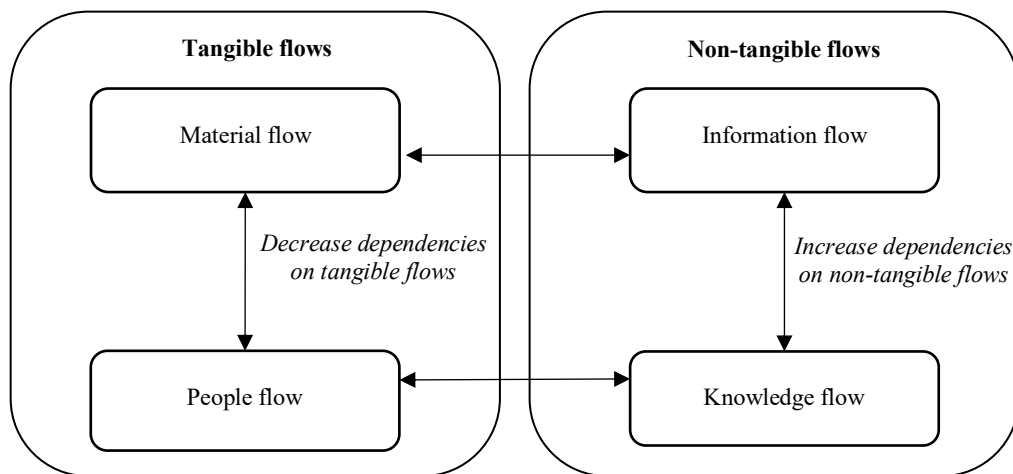 Tangible flows
Non-tangible flows
Material flow
Information flow
Decrease dependencies
on tangible flows
Increase dependencies
on non-tangible flows
People flow
Knowledge flow